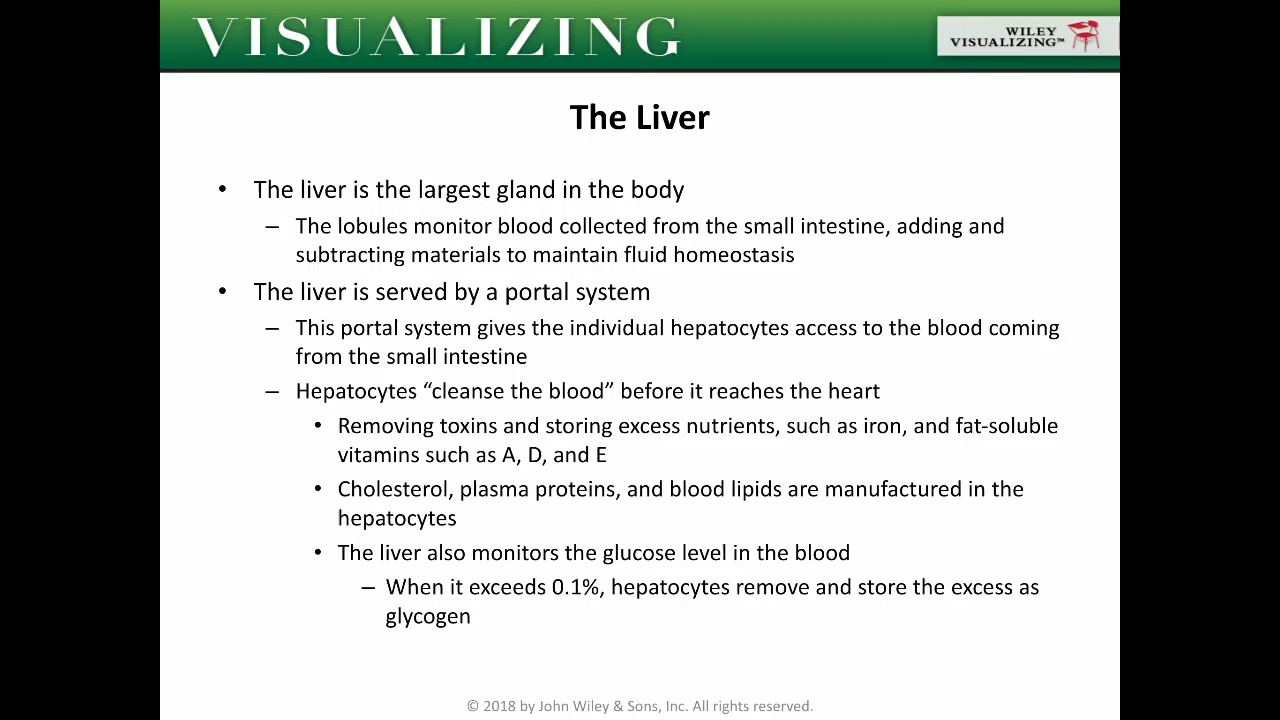 VISUALIZING
WILEY
VISUALIZING™
The Liver
• The liver is the largest gland in the body
– The lobules monitor blood collected from the small intestine, adding and
subtracting materials to maintain fluid homeostasis
• The liver is served by a portal system
– This portal system gives the individual hepatocytes access to the blood coming
from the small intestine
– Hepatocytes “cleanse the blood” before it reaches the heart
• Removing toxins and storing excess nutrients, such as iron, and fat-soluble
vitamins such as A, D, and E
• Cholesterol, plasma proteins, and blood lipids are manufactured in the
hepatocytes
• The liver also monitors the glucose level in the blood
– When it exceeds 0.1%, hepatocytes remove and store the excess as
glycogen
© 2018 by John Wiley & Sons, Inc. All rights reserved.